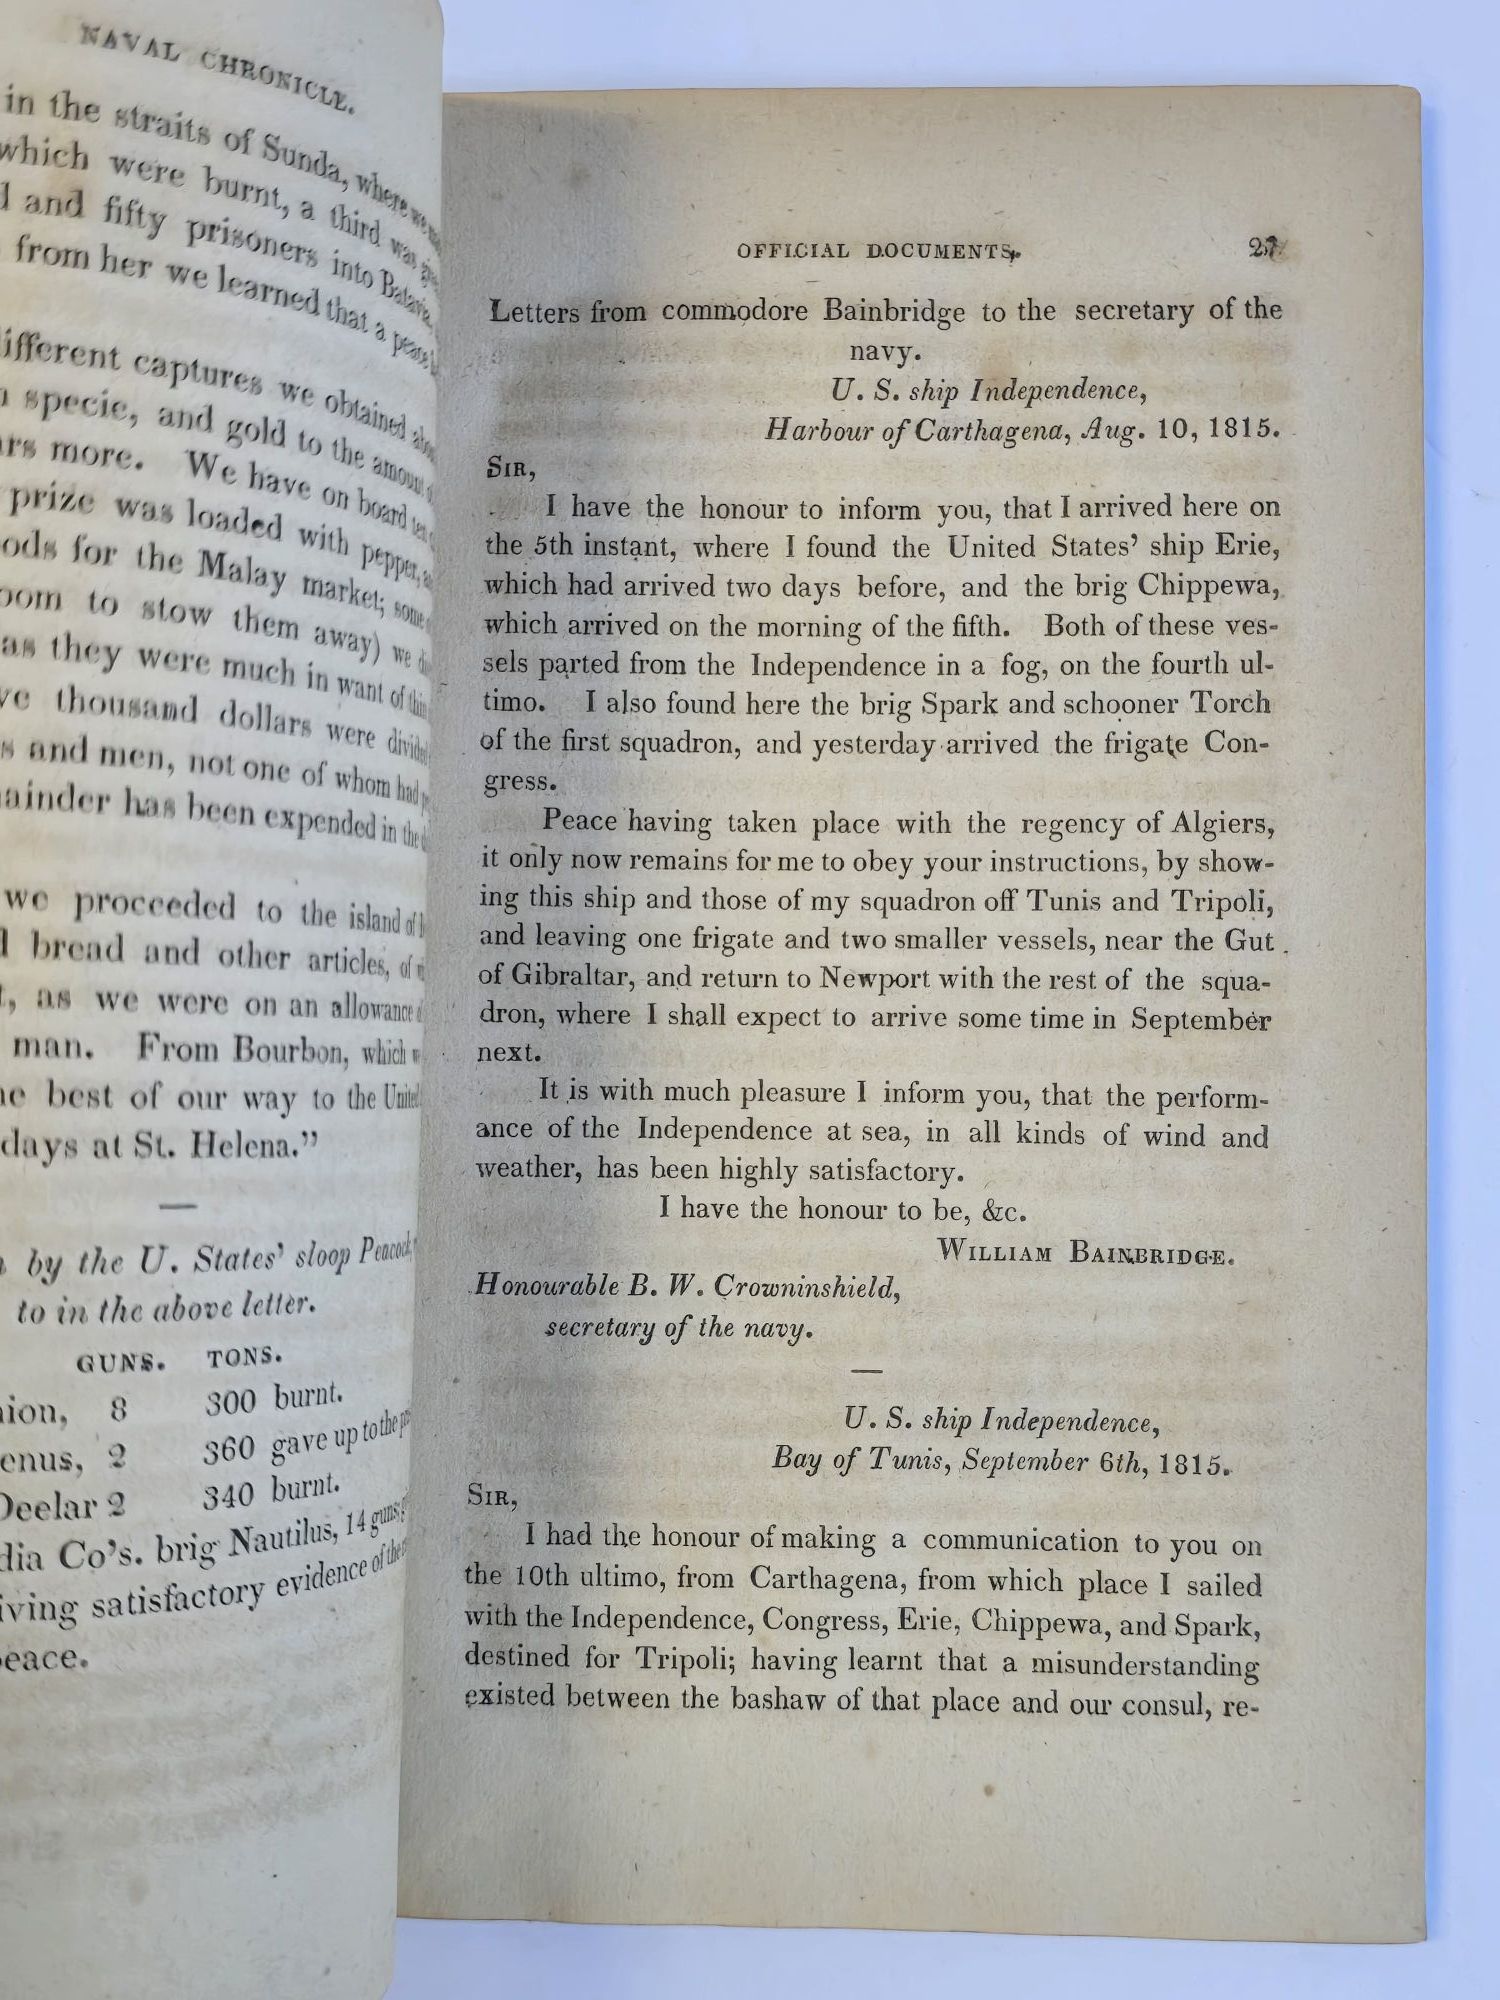 NAVAL CHRONICLE.
in the straits of Sunda, where we
which were burnt, a third was
and fifty prisoners into Batavia.
from her we learned that a peace
different captures we obtained
specie, and gold to the amount
more. We have on board
prize was loaded with pepper,
for the Malay market; some
to stow them away) we
as they were much in want of
thousand dollars were
and men, not one of whom had
has been expended in the
we proceeded to the island of
bread and other articles, of
as we were on an allowance
man. From Bourbon, which
best of our way to the United
days at St. Helena.”
by the U. States’ sloop Peacock,
to in the above letter.
GUNS. TONS.
8 300 burnt.
2 360 gave up to the
2 340 burnt.
Co’s. brig Nautilus, 14 guns;
satisfactory evidence of the
peace.
OFFICIAL DOCUMENTS. 27
Letters from commodore Bainbridge to the secretary of the
navy.
U. S. ship Independence,
Harbour of Carthagena, Aug. 10, 1815.
SIR,
I have the honour to inform you, that I arrived here on
the 5th instant, where I found the United States’ ship Erie,
which had arrived two days before, and the brig Chippewa,
which arrived on the morning of the fifth. Both of these ves-
sels parted from the Independence in a fog, on the fourth ul-
timo. I also found here the brig Spark and schooner Torch
of the first squadron, and yesterday arrived the frigate Con-
gress.
Peace having taken place with the regency of Algiers,
it only now remains for me to obey your instructions, by show-
ing this ship and those of my squadron off Tunis and Tripoli,
and leaving one frigate and two smaller vessels, near the Gut
of Gibraltar, and return to Newport with the rest of the squa-
dron, where I shall expect to arrive some time in September
next.
It is with much pleasure I inform you, that the perform-
ance of the Independence at sea, in all kinds of wind and
weather, has been highly satisfactory.
I have the honour to be, &c.
WILLIAM BAINBRIDGE.
Honourable B. W. Crowninshield,
secretary of the navy.
U. S. ship Independence,
Bay of Tunis, September 6th, 1815.
SIR,
I had the honour of making a communication to you on
the 10th ultimo, from Carthagena, from which place I sailed
with the Independence, Congress, Erie, Chippewa, and Spark,
destined for Tripoli; having learnt that a misunderstanding
existed between the bashaw of that place and our consul, re-